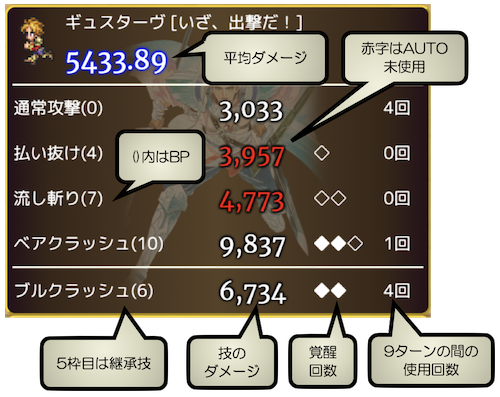 ギュスターヴ [いざ、出撃だ！]
5433.89
平均ダメージ
赤字はAUTO
未使用
通常攻撃(0) 3,033 4回
払い抜け(4) 3,957 ◇ 0回
()内はBP
流し斬り(7) 4,773 ◇◇ 0回
ベアクラッシュ(10) 9,837 ◆◆◇ 1回
ブルクラッシュ(6) 6,734 ◆◆ 4回
5枠目は継承技
技の
ダメージ
覚醒
回数
9ターンの間の
使用回数